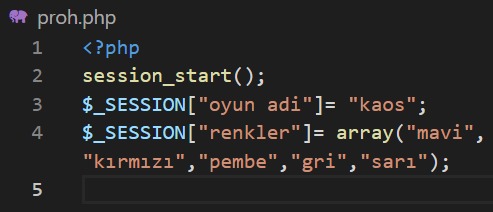 proh.php
1 <?php
2 session_start();
3 $_SESSION["oyun adi"]= "kaos";
4 $_SESSION["renkler"]= array("mavi",
"kırmızı","pembe","gri","sarı");
5